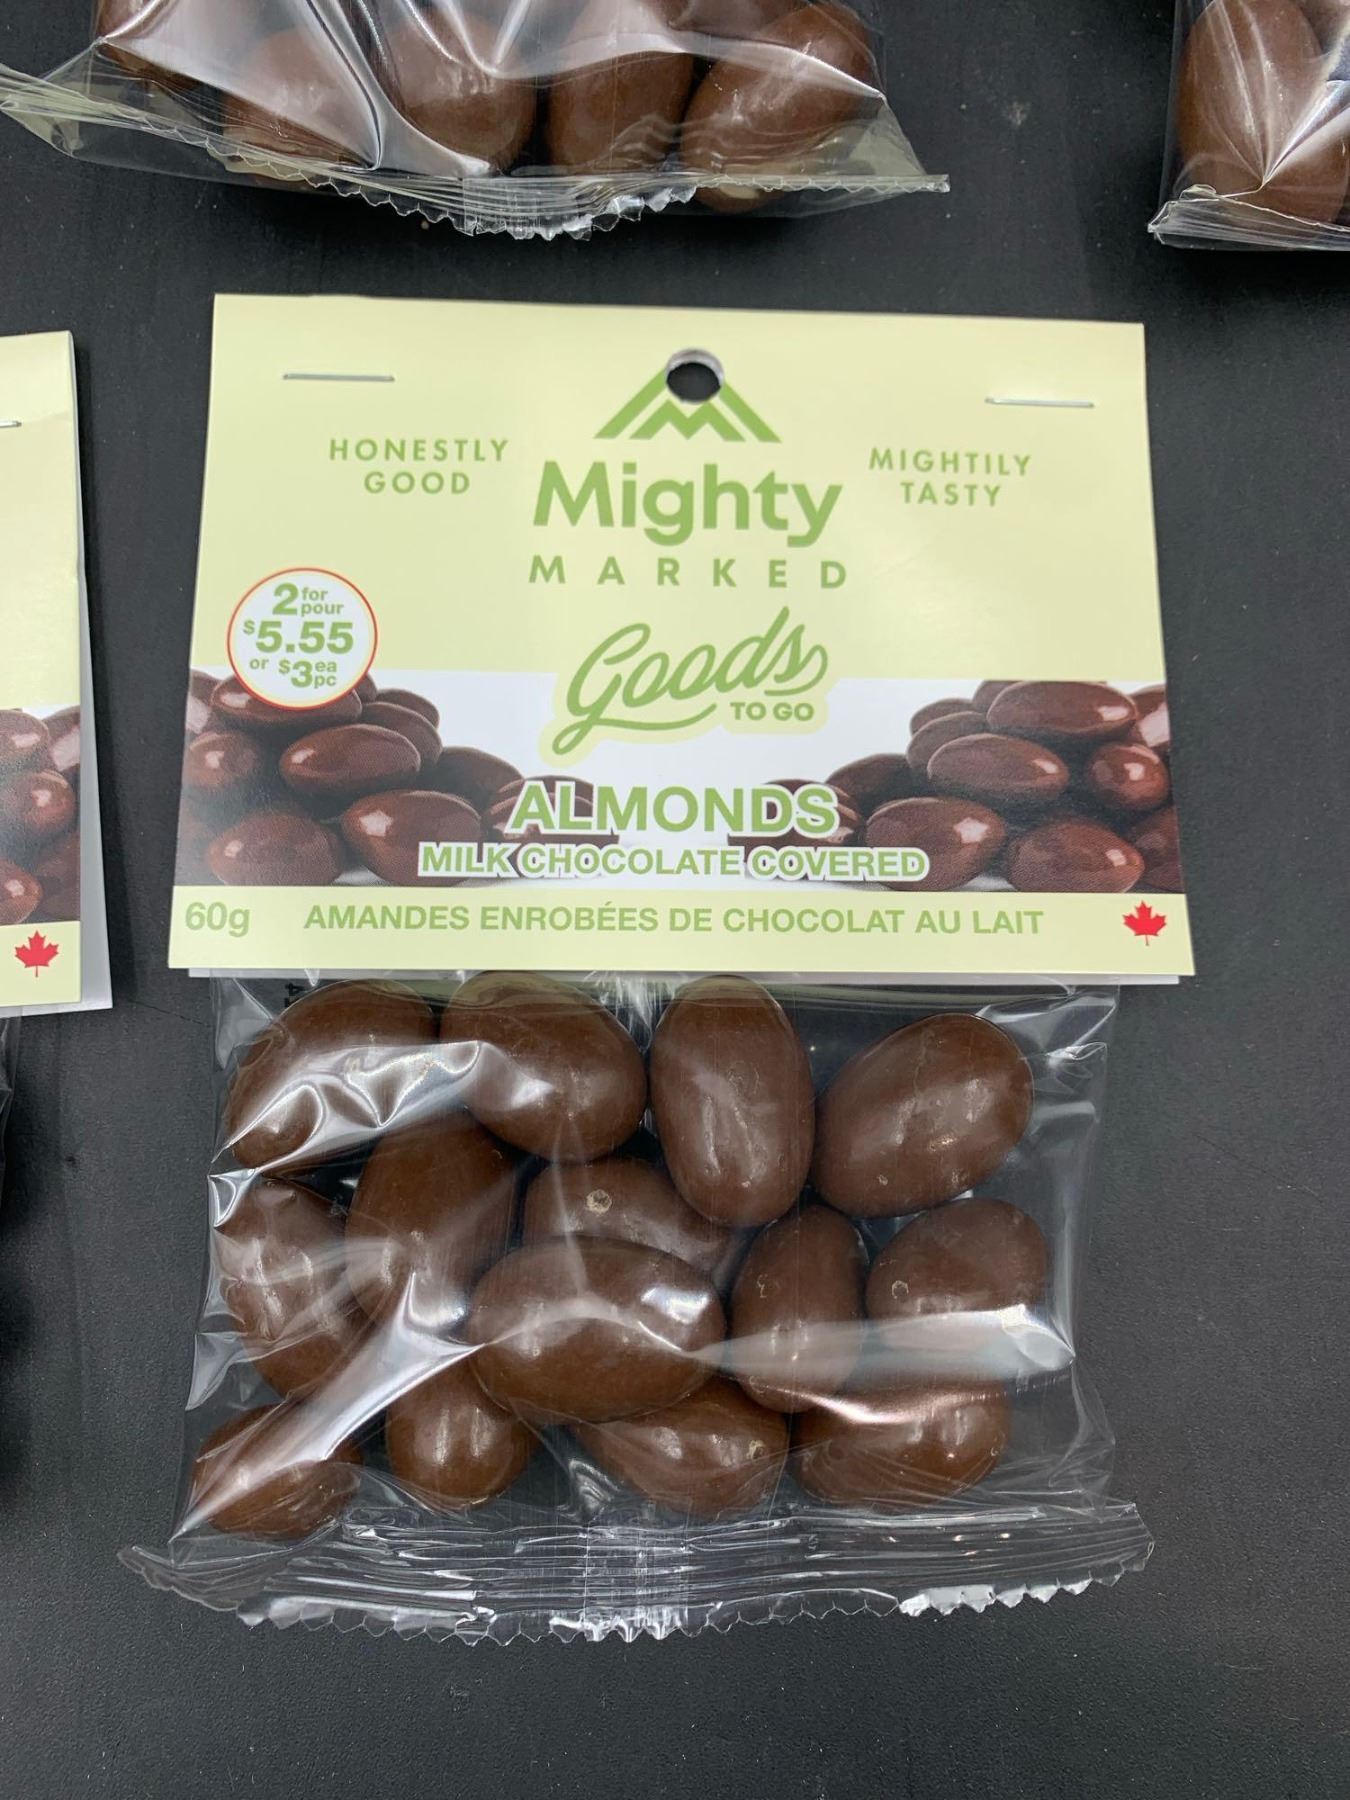 HONESTLY
GOOD
Mighty
MARKED
MIGHTILY
TASTY
2 for
pour
$5.55
or $3 ea
pc
Goods
TO GO
ALMONDS
MILK CHOCOLATE COVERED
60g AMANDES ENROBÉES DE CHOCOLAT AU LAIT